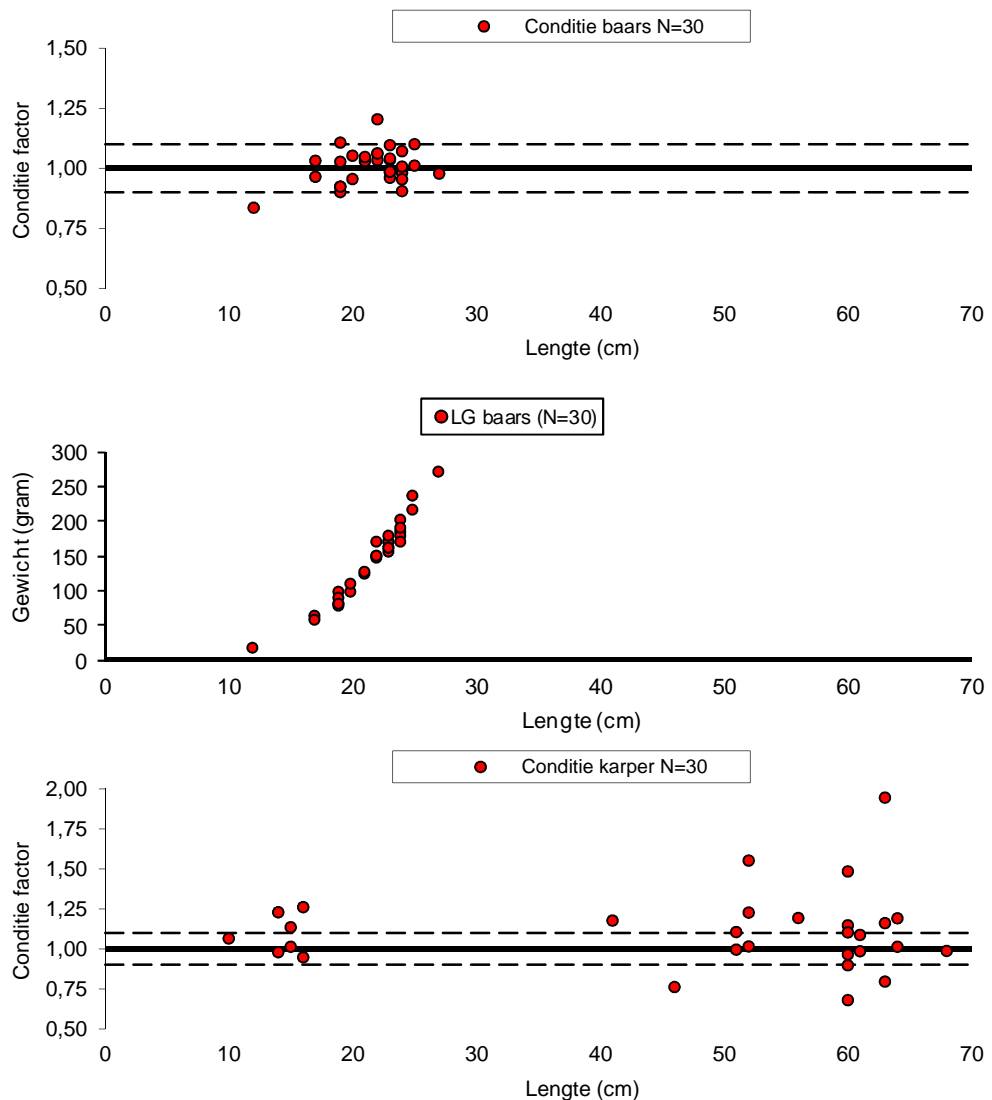 Conditie baars N=30
1,50
1,25
1,00
0,75
0,50
Conditie factor
0 10 20 30 40 50 60 70
Lengte (cm)
LG baars (N=30)
300
250
200
150
100
50
0
Gewicht (gram)
0 10 20 30 40 50 60 70
Lengte (cm)
Conditie karper N=30
2,00
1,75
1,50
1,25
1,00
0,75
0,50
Conditie factor
0 10 20 30 40 50 60 70
Lengte (cm)